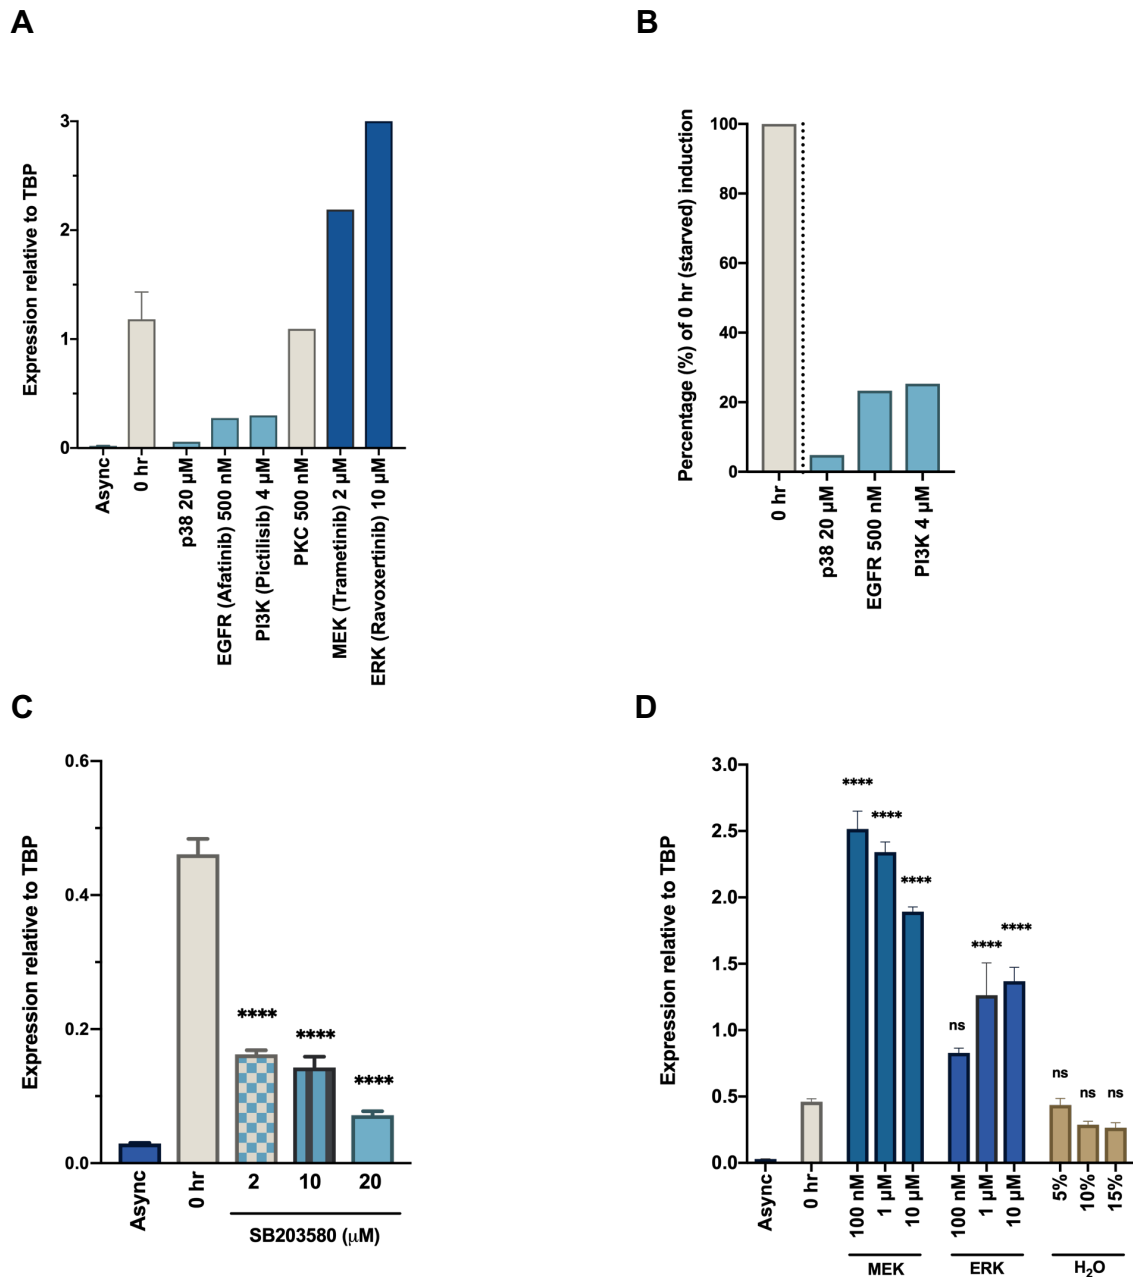 A
Expression relative to TBP
3
2
1
0
Async
0 hr
p38 20 μM
EGFR (Afatinib) 500 nM
PI3K (Pictilisib) 4 μM
PKC 500 nM
MEK (Trametinib) 2 μM
ERK (Ravoxertinib) 10 μM
B
Percentage (%) of 0 hr (starved) induction
100
80
60
40
20
0
0 hr
p38 20 μM
EGFR 500 nM
PI3K 4 μM
C
Expression relative to TBP
0.6
0.4
0.2
0.0
****
****
****
Async
0 hr
2
10
20
SB203580 (μM)
D
Expression relative to TBP
3.0
2.5
2.0
1.5
1.0
0.5
0.0
****
****
****
ns
****
****
ns
ns
ns
Async
0 hr
100 nM
1 μM
10 μM
100 nM
1 μM
10 μM
5%
10%
15%
MEK
ERK
H₂O